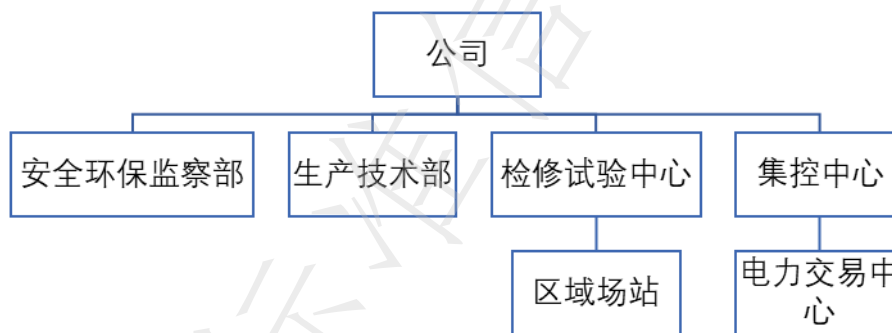 公司
安全环保监察部
生产技术部
检修试验中心
集控中心
区域场站
电力交易中
心